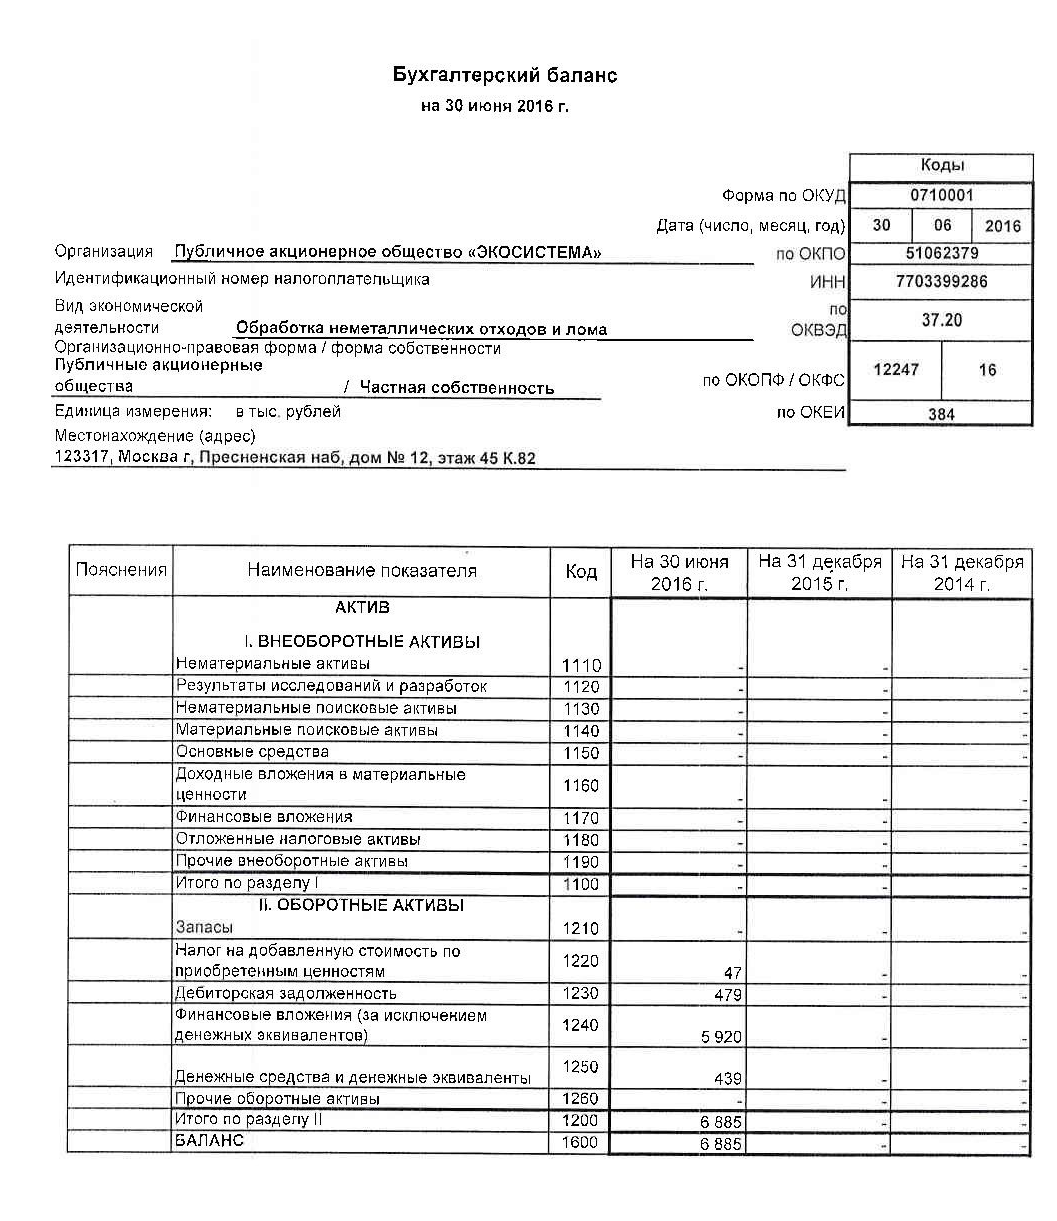 Бухгалтерский баланс
на 30 июня 2016 г.
Коды
Форма по ОКУД 0710001
Дата (число, месяц, год) 30 06 2016
Организация Публичное акционерное общество «ЭКОСИСТЕМА» по ОКПО 51062379
Идентификационный номер налогоплательщика ИНН 7703399286
Вид экономической по
деятельности Обработка неметаллических отходов и лома ОКВЭД 37.20
Организационно-правовая форма / форма собственности
Публичные акционерные
общества / Частная собственность по ОКОПФ / ОКФС 12247 16
Единица измерения: в тыс. рублей по ОКЕИ 384
Местонахождение (адрес)
123317, Москва г, Пресненская наб, дом № 12, этаж 45 К.82
Пояснения Наименование показателя Код На 30 июня 2016 г. На 31 декабря 2015 г. На 31 декабря 2014 г.
АКТИВ
I. ВНЕОБОРОТНЫЕ АКТИВЫ
Нематериальные активы 1110 - - -
Результаты исследований и разработок 1120 - - -
Нематериальные поисковые активы 1130 - - -
Материальные поисковые активы 1140 - - -
Основные средства 1150 - - -
Доходные вложения в материальные
ценности 1160 - - -
Финансовые вложения 1170 - - -
Отложенные налоговые активы 1180 - - -
Прочие внеоборотные активы 1190 - - -
Итого по разделу I 1100 - - -
II. ОБОРОТНЫЕ АКТИВЫ
Запасы 1210 - - -
Налог на добавленную стоимость по
приобретенным ценностям 1220 47 - -
Дебиторская задолженность 1230 479 - -
Финансовые вложения (за исключением
денежных эквивалентов) 1240 5 920 - -
Денежные средства и денежные эквиваленты 1250 439 - -
Прочие оборотные активы 1260 - - -
Итого по разделу II 1200 6 885 - -
БАЛАНС 1600 6 885 - -